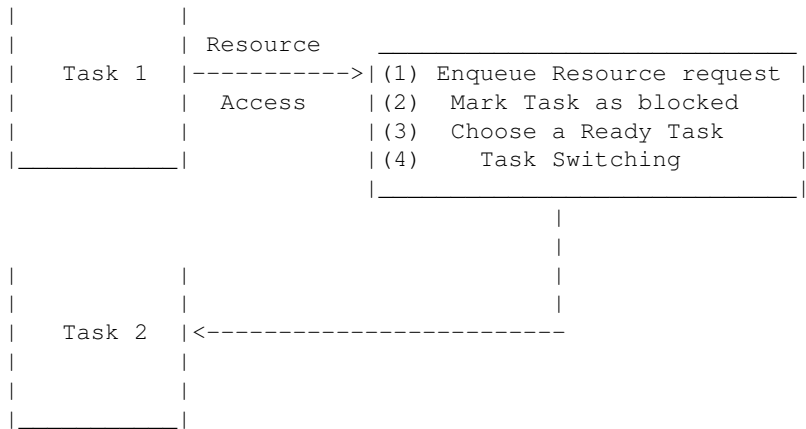 Resource
Task 1
(1) Enqueue Resource request
Access
(2) Mark Task as blocked
(3) Choose a Ready Task
(4) Task Switching
Task 2